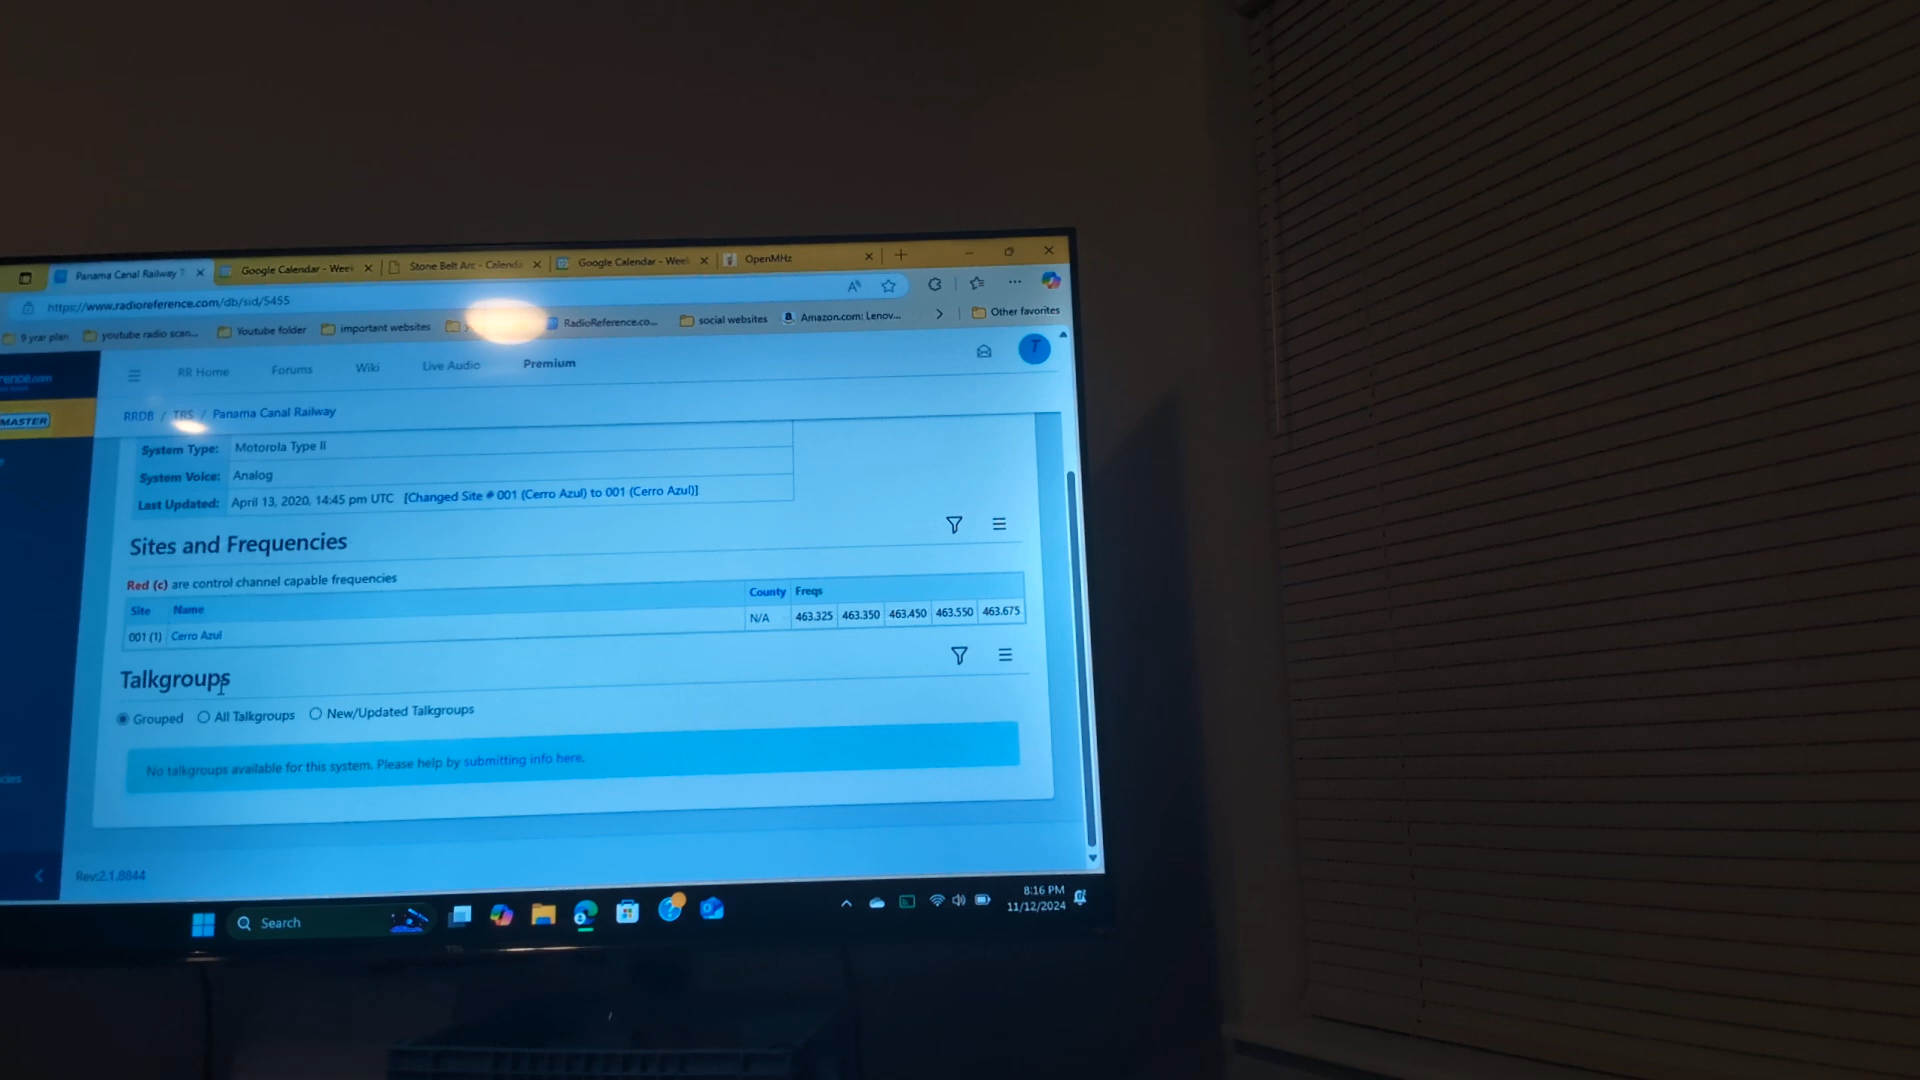 Panama Canal Railway T
Google Calendar - Weel
Stone Belt Arc - Calenda
Google Calendar - Week
OpenMHz
https://www.radioreference.com/db/sid/5455
9 year plan
youtube radio scan...
Youtube folder
important websites
RadioReference.co...
social websites
Amazon.com: Lenov...
Other favorites
RR Home
Forums
Wiki
Live Audio
Premium
T
MASTER
RRDB / TRS / Panama Canal Railway
System Type: Motorola Type II
System Voice: Analog
Last Updated: April 13, 2020, 14:45 pm UTC [Changed Site # 001 (Cerro Azul) to 001 (Cerro Azul)]
Sites and Frequencies
Red (c) are control channel capable frequencies
Site Name County Freqs
001 (1) Cerro Azul N/A 463.325 463.350 463.450 463.550 463.675
Talkgroups
Grouped All Talkgroups New/Updated Talkgroups
No talkgroups available for this system. Please help by submitting info here.
cies
Rev:2.1.8844
Search
8:16 PM
11/12/2024